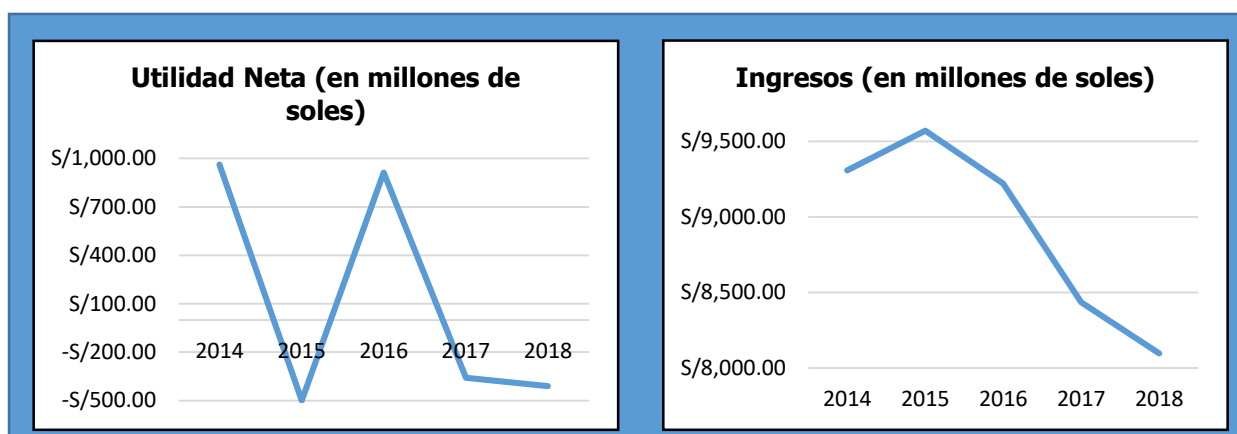 Utilidad Neta (en millones de
soles)
S/1,000.00
S/700.00
S/400.00
S/100.00
-S/200.00
-S/500.00
2014 2015 2016 2017 2018
Ingresos (en millones de soles)
S/9,500.00
S/9,000.00
S/8,500.00
S/8,000.00
2014 2015 2016 2017 2018